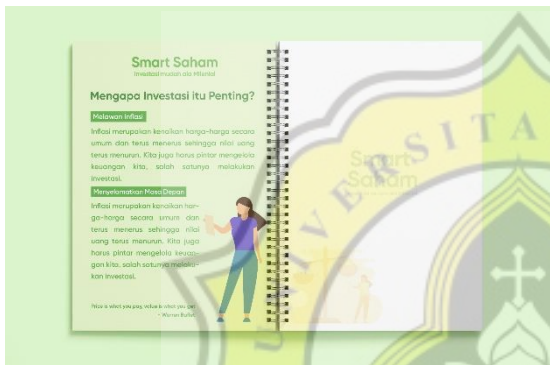 Smart Saham
Investasi mudah ala Milenial
Mengapa Investasi itu Penting?
Melawan Inflasi
Inflasi merupakan kenaikan harga-harga secara
umum dan terus menerus sehingga nilai uang
terus menurun. Kita juga harus pintar mengelola
keuangan kita, salah satunya melakukan
investasi.
Menyelamatkan Masa Depan
Inflasi merupakan kenaikan har-
ga-harga secara umum dan
terus menerus sehingga nilai
uang terus menurun. Kita juga
harus pintar mengelola keuan-
gan kita, salah satunya melaku-
kan investasi.
Price is what you pay, value is what you get
- Warren Buffet
Smart
Saham
UNIVERSITA